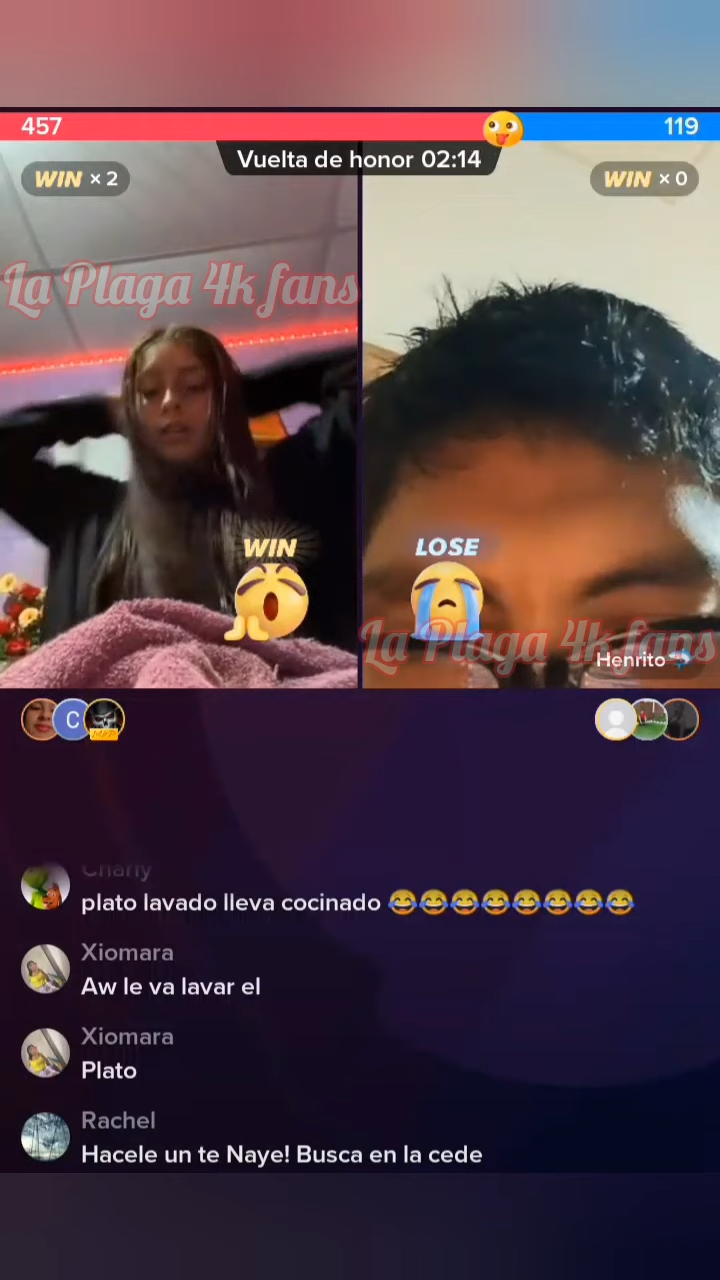 457
119
Vuelta de honor 02:14
WIN × 2
WIN × 0
La Plaga 4k fans
WIN
LOSE
La Plaga 4k fans
Henrito
C
Charly
plato lavado lleva cocinado 😂😂😂😂😂😂😂😂
Xiomara
Aw le va lavar el
Xiomara
Plato
Rachel
Hacele un te Naye! Busca en la cede